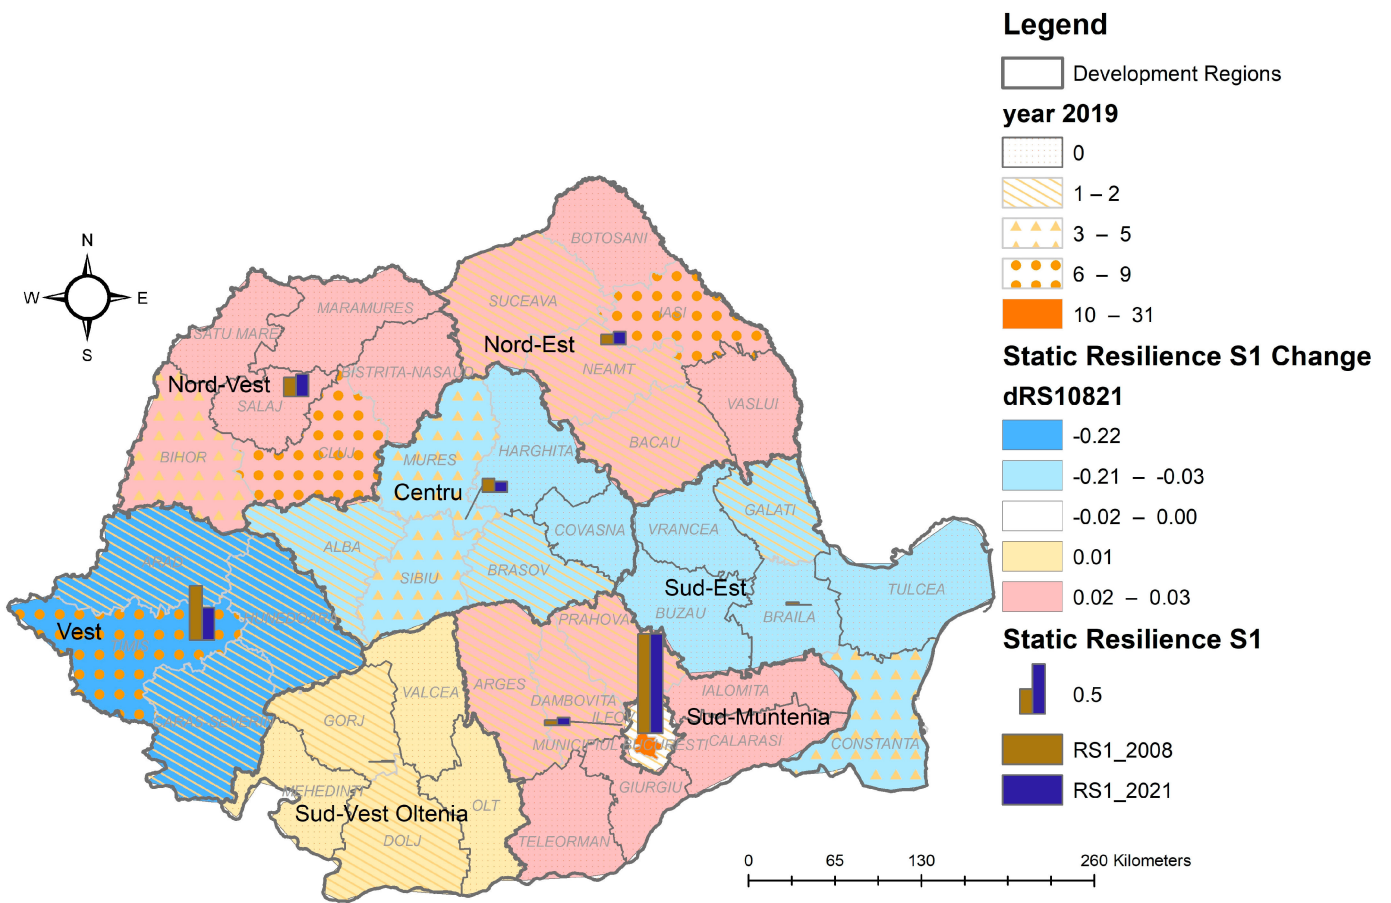 Legend
Development Regions
year 2019
0
1 – 2
3 – 5
6 – 9
10 – 31
Static Resilience S1 Change
dRS10821
-0.22
-0.21 – -0.03
-0.02 – 0.00
0.01
0.02 – 0.03
Static Resilience S1
0.5
RS1_2008
RS1_2021
N
W E
S
BOTOSANI
SUCEAVA
MARAMURES
IASI
SATU MARE
Nord-Est
BISTRITA-NASAUD
NEAMT
Nord-Vest
SALAJ
VASLUI
BACAU
CLUJ
HARGHITA
BIHOR
MURES
Centru
GALATI
COVASNA
VRANCEA
ALBA
BRASOV
SIBIU
Sud-Est
TULCEA
BUZAU
BRAILA
PRAHOVA
Vest
ARGES
VALCEA
IALOMITA
DAMBOVITA
ILFOV
Sud-Muntenia
GORJ
MUNICIPIUL BUCURESTI
CALARASI
CONSTANTA
GIURGIU
MEHEDINTI
OLT
Sud-Vest Oltenia
DOLJ
TELEORMAN
0 65 130 260 Kilometers